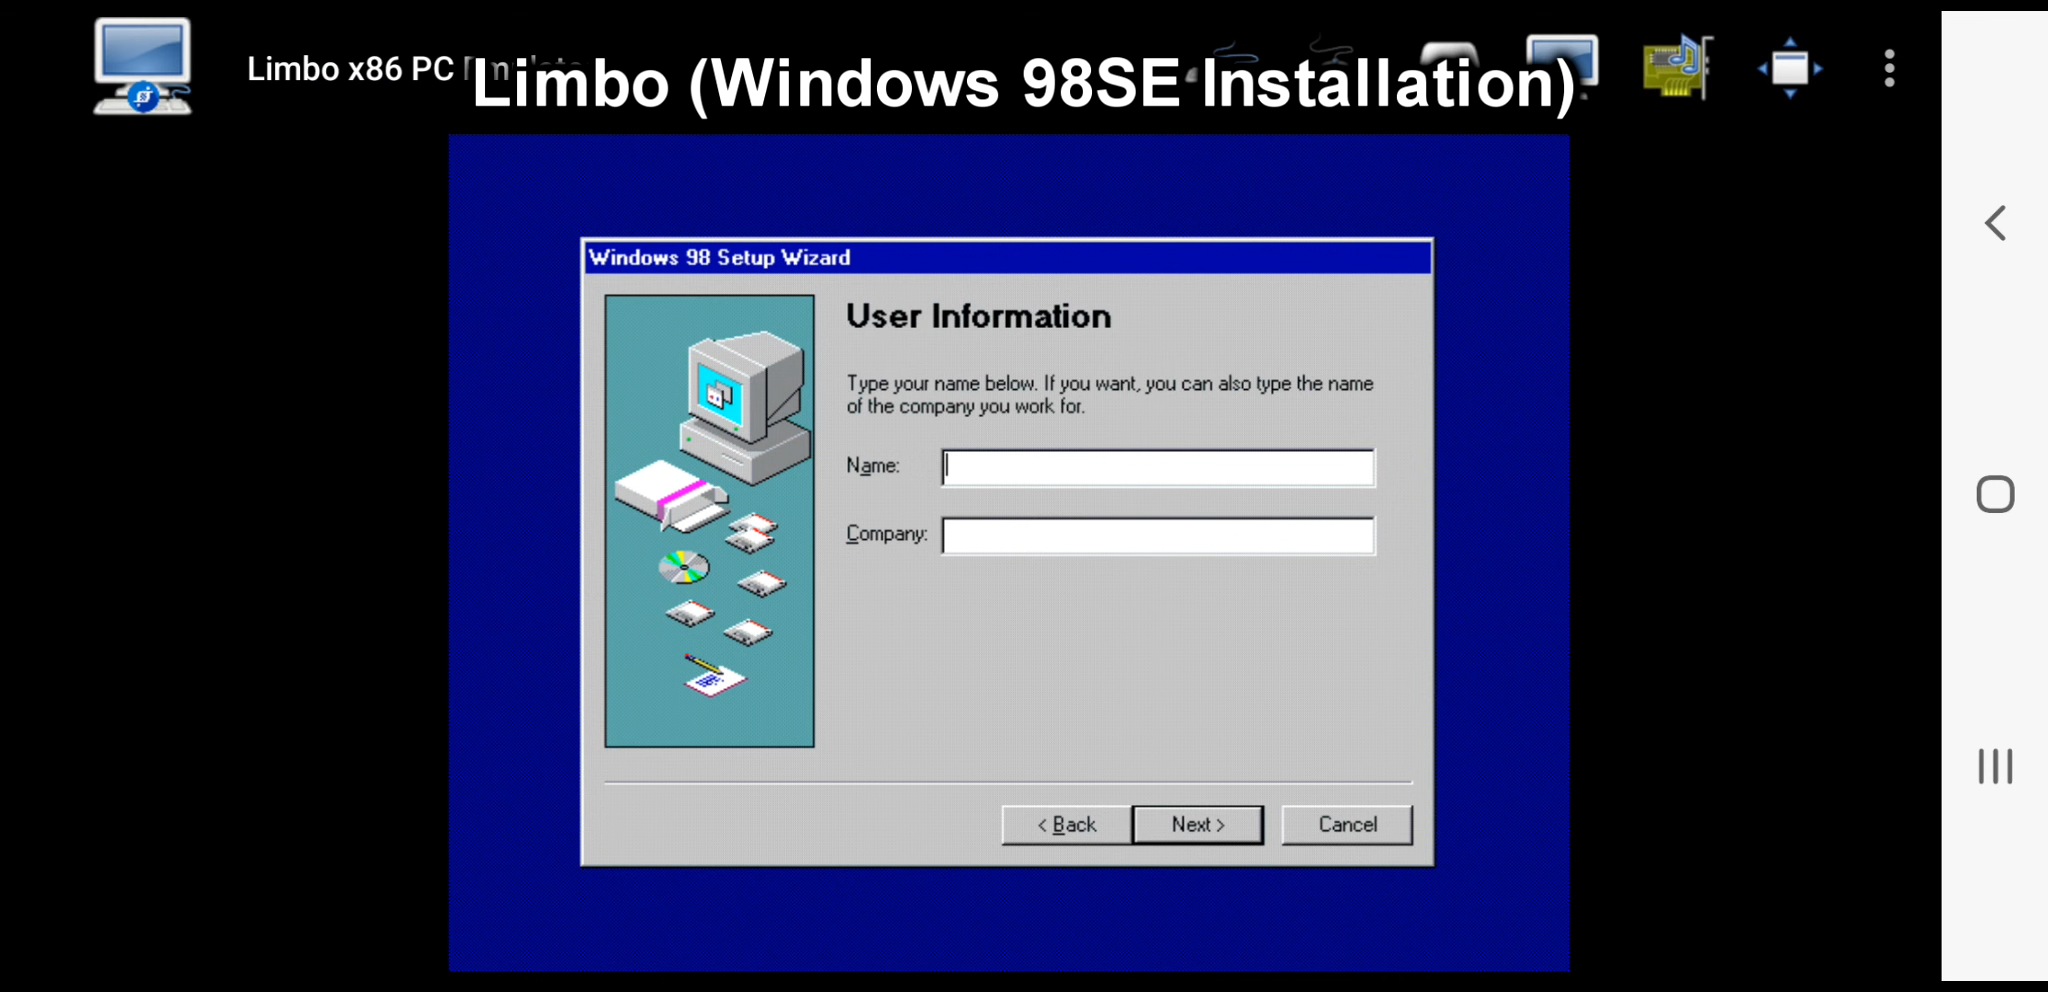 Limbo x86 PC
Limbo (Windows 98SE Installation)
Windows 98 Setup Wizard
User Information
Type your name below. If you want, you can also type the name
of the company you work for.
Name:
Company:
< Back
Next >
Cancel